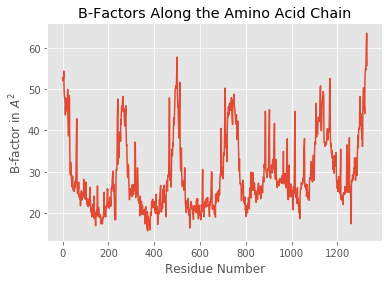 B-Factors Along the Amino Acid Chain
B-factor in A²
60
50
40
30
20
0 200 400 600 800 1000 1200
Residue Number